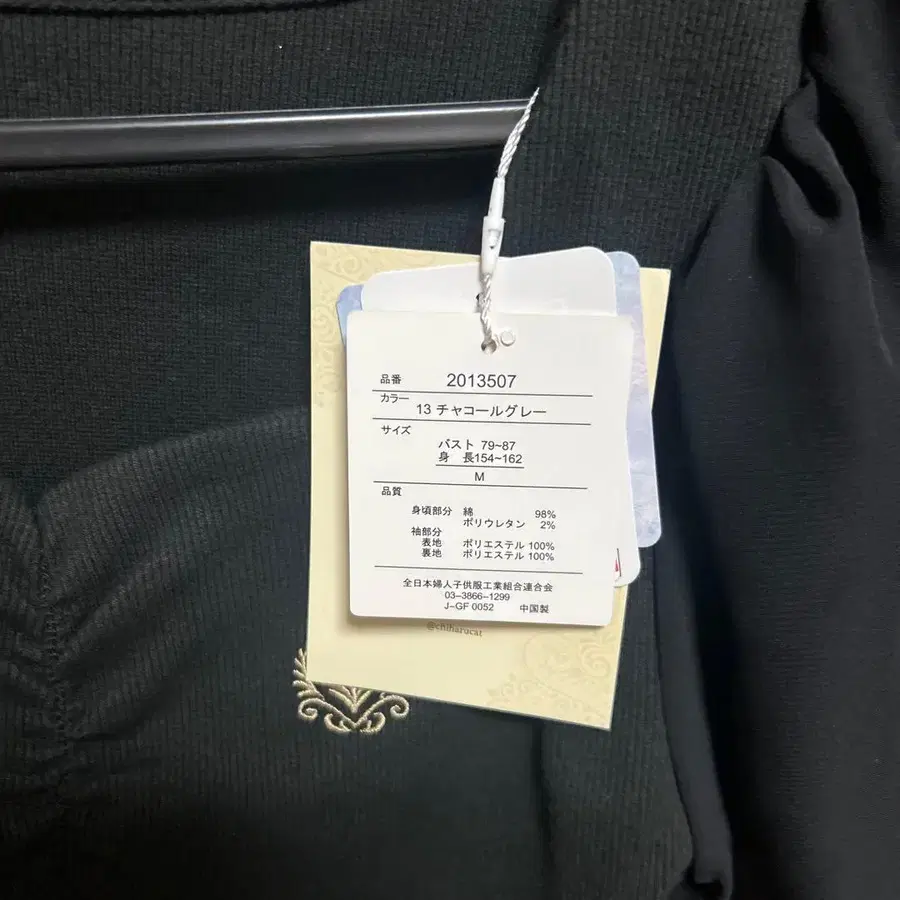 品番 2013507
カラー 13 チャコールグレー
サイズ
バスト 79~87
身 長154~162
M
品質
身頃部分 綿 98%
ポリウレタン 2%
袖部分
表地 ポリエステル 100%
裏地 ポリエステル 100%
全日本婦人子供服工業組合連合会
03-3866-1299
J-GF 0052 中国製
@chiharucat